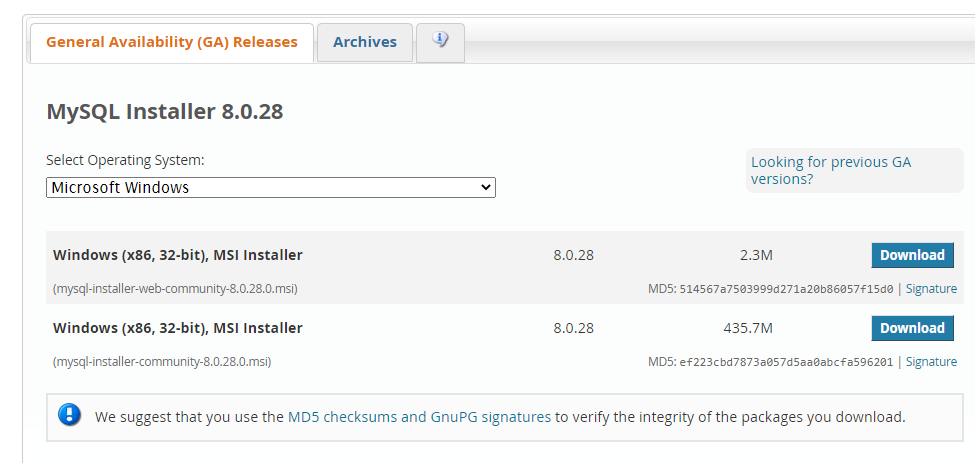 General Availability (GA) Releases
Archives
MySQL Installer 8.0.28
Select Operating System:
Microsoft Windows
Looking for previous GA
versions?
Windows (x86, 32-bit), MSI Installer 8.0.28 2.3M Download
(mysql-installer-web-community-8.0.28.0.msi) MD5: 514567a7503999d271a20b86057f15d0 | Signature
Windows (x86, 32-bit), MSI Installer 8.0.28 435.7M Download
(mysql-installer-community-8.0.28.0.msi) MD5: ef223cbd7873a057d5aa0abcfa596201 | Signature
We suggest that you use the MD5 checksums and GnuPG signatures to verify the integrity of the packages you download.